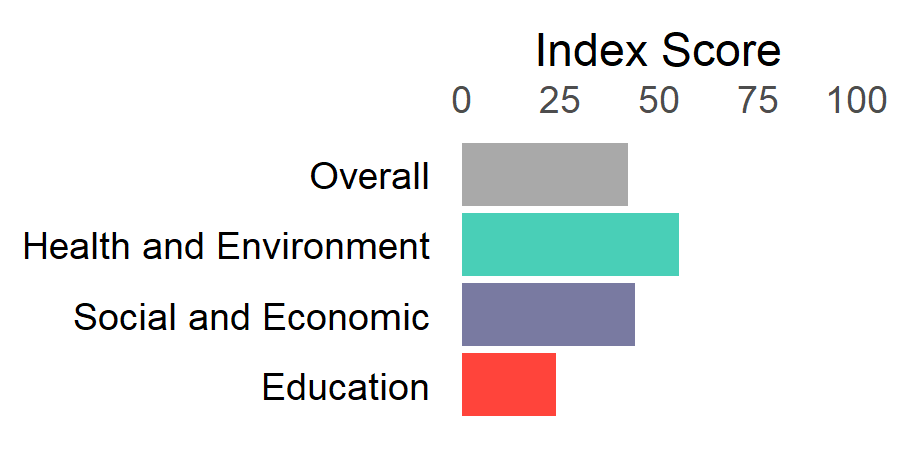 Index Score
0 25 50 75 100
Overall
Health and Environment
Social and Economic
Education